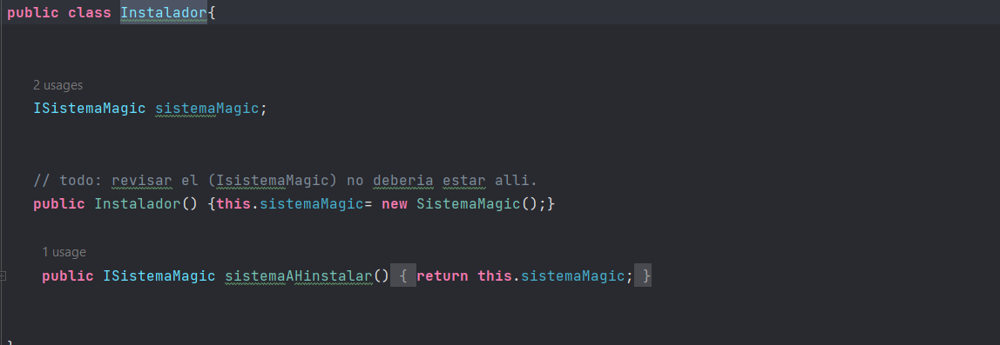 public class Instalador{
2 usages
ISistemaMagic sistemaMagic;
// todo: revisar el (IsistemaMagic) no deberia estar alli.
public Instalador() {this.sistemaMagic= new SistemaMagic();}
1 usage
public ISistemaMagic sistemaAHinstalar() { return this.sistemaMagic; }
}